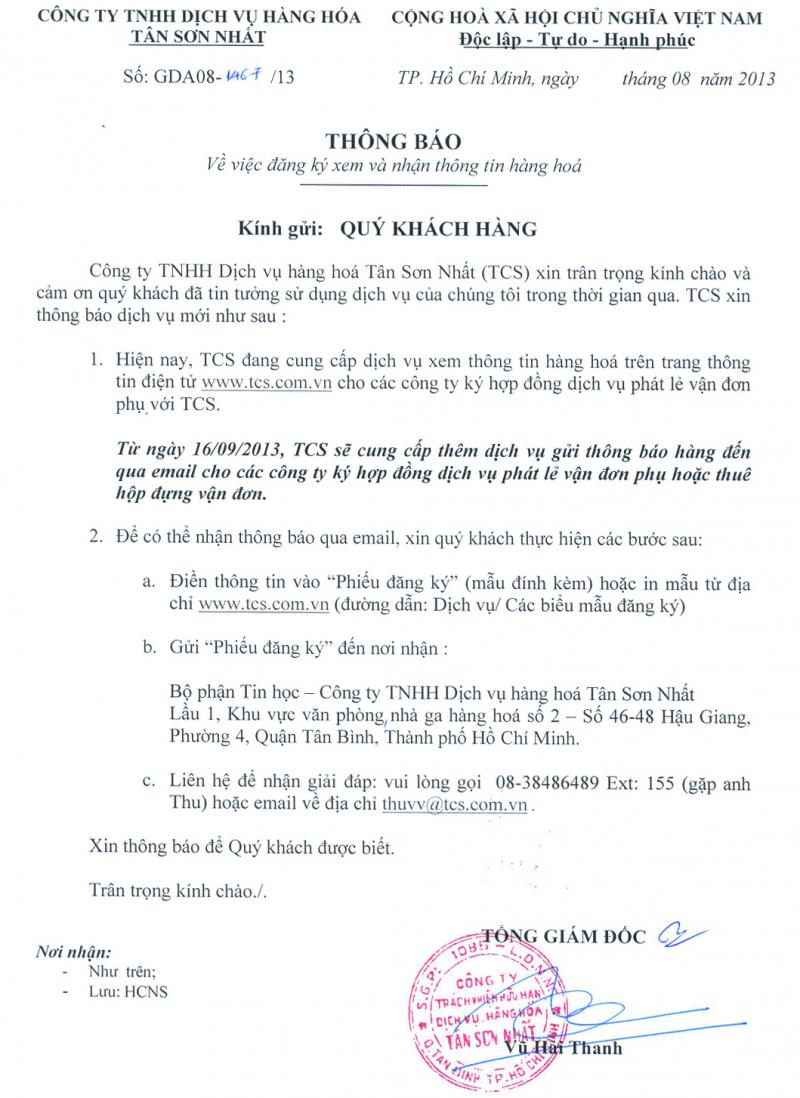 CÔNG TY TNHH DỊCH VỤ HÀNG HÓA
TÂN SƠN NHẤT
CỘNG HOÀ XÃ HỘI CHỦ NGHĨA VIỆT NAM
Độc lập - Tự do - Hạnh phúc
Số: GDA08-1467 /13
TP. Hồ Chí Minh, ngày tháng 08 năm 2013
THÔNG BÁO
Về việc đăng ký xem và nhận thông tin hàng hoá
Kính gửi: QUÝ KHÁCH HÀNG
Công ty TNHH Dịch vụ hàng hoá Tân Sơn Nhất (TCS) xin trân trọng kính chào và
cảm ơn quý khách đã tin tưởng sử dụng dịch vụ của chúng tôi trong thời gian qua. TCS xin
thông báo dịch vụ mới như sau :
1. Hiện nay, TCS đang cung cấp dịch vụ xem thông tin hàng hoá trên trang thông
tin điện tử www.tcs.com.vn cho các công ty ký hợp đồng dịch vụ phát lẻ vận đơn
phụ với TCS.
Từ ngày 16/09/2013, TCS sẽ cung cấp thêm dịch vụ gửi thông báo hàng đến
qua email cho các công ty ký hợp đồng dịch vụ phát lẻ vận đơn phụ hoặc thuê
hộp đựng vận đơn.
2. Để có thể nhận thông báo qua email, xin quý khách thực hiện các bước sau:
a. Điền thông tin vào “Phiếu đăng ký” (mẫu đính kèm) hoặc in mẫu từ địa
chỉ www.tcs.com.vn (đường dẫn: Dịch vụ/ Các biểu mẫu đăng ký)
b. Gửi “Phiếu đăng ký” đến nơi nhận :
Bộ phận Tin học – Công ty TNHH Dịch vụ hàng hoá Tân Sơn Nhất
Lầu 1, Khu vực văn phòng, nhà ga hàng hoá số 2 – Số 46-48 Hậu Giang,
Phường 4, Quận Tân Bình, Thành phố Hồ Chí Minh.
c. Liên hệ để nhận giải đáp: vui lòng gọi 08-38486489 Ext: 155 (gặp anh
Thu) hoặc email về địa chỉ thuvv@tcs.com.vn .
Xin thông báo để Quý khách được biết.
Trân trọng kính chào./.
TỔNG GIÁM ĐỐC
Nơi nhận:
- Như trên;
- Lưu: HCNS
S.G.P: 1085 - L.D.N.N
CÔNG TY
TRÁCH NHIỆM HỮU HẠN
DỊCH VỤ HÀNG HÓA
TÂN SƠN NHẤT
Q.TÂN BÌNH TP.HỒ CHÍ MINH
Vũ Hải Thanh